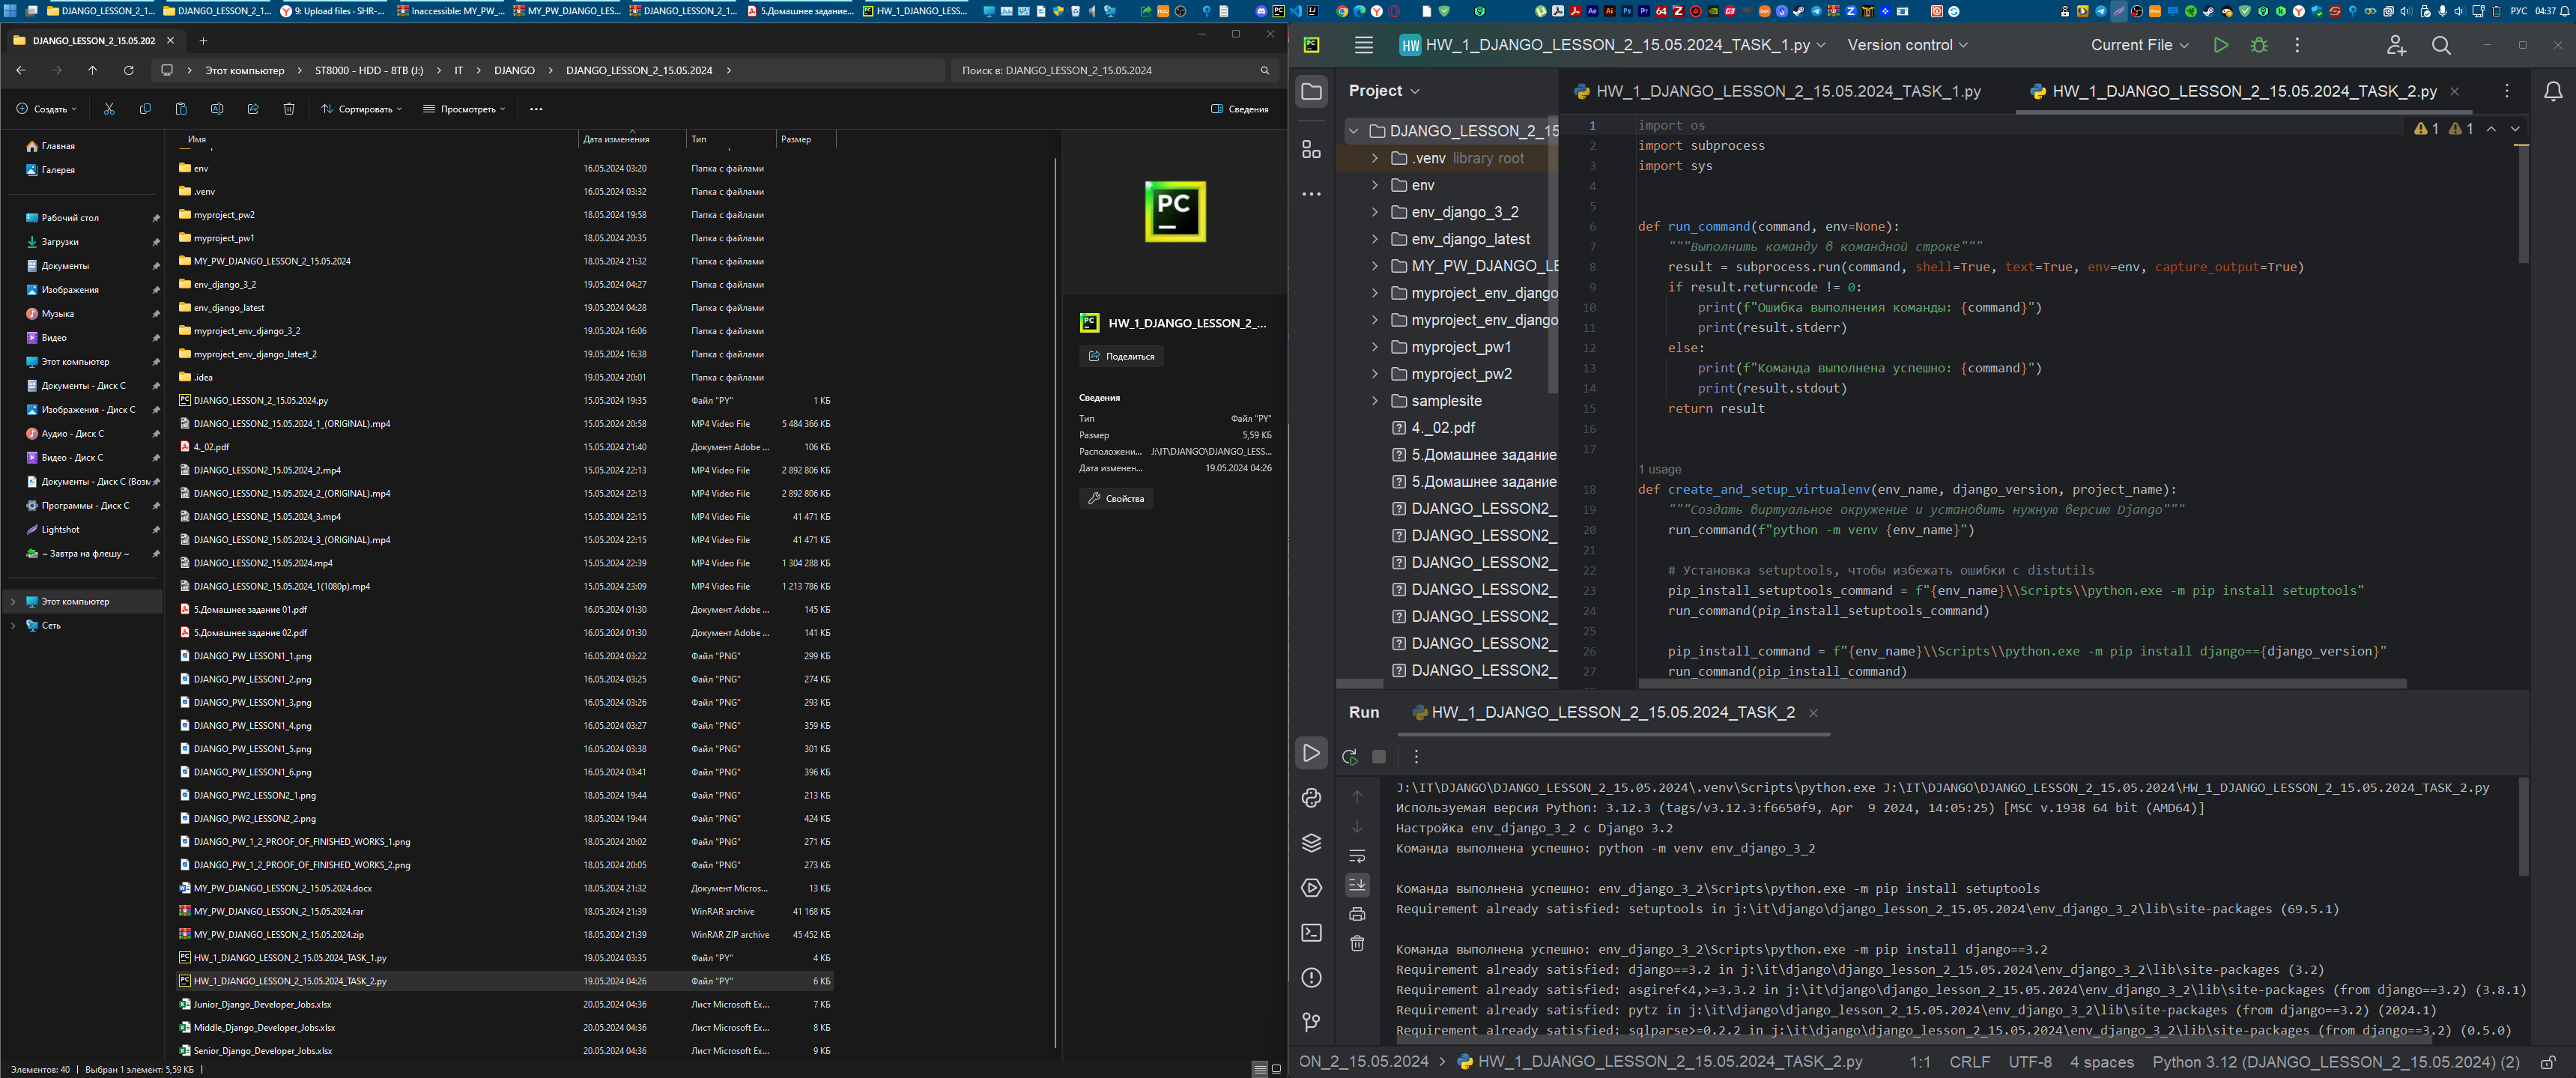 DJANGO_LESSON_2_1...
DJANGO_LESSON_2_1...
9: Upload files - SHR-...
Inaccessible: MY_PW_...
MY_PW_DJANGO_LES...
DJANGO_LESSON_2_1...
5.Домашнее задание...
HW_1_DJANGO_LESS...
РУС
04:37
DJANGO_LESSON_2_15.05.202
Этот компьютер
ST8000 - HDD - 8TB (J:)
IT
DJANGO
DJANGO_LESSON_2_15.05.2024
Поиск в: DJANGO_LESSON_2_15.05.2024
Создать
Сортировать
Просмотреть
Сведения
Главная
Галерея
Рабочий стол
Загрузки
Документы
Изображения
Музыка
Видео
Этот компьютер
Документы - Диск C
Изображения - Диск C
Аудио - Диск C
Видео - Диск C
Документы - Диск C (Возм
Программы - Диск C
Lightshot
~ Завтра на флешу ~
Этот компьютер
Сеть
Имя Дата изменения Тип Размер
env 16.05.2024 03:20 Папка с файлами
.venv 16.05.2024 03:32 Папка с файлами
myproject_pw2 18.05.2024 19:58 Папка с файлами
myproject_pw1 18.05.2024 20:35 Папка с файлами
MY_PW_DJANGO_LESSON_2_15.05.2024 18.05.2024 21:32 Папка с файлами
env_django_3_2 19.05.2024 04:27 Папка с файлами
env_django_latest 19.05.2024 04:28 Папка с файлами
myproject_env_django_3_2 19.05.2024 16:06 Папка с файлами
myproject_env_django_latest_2 19.05.2024 16:38 Папка с файлами
.idea 19.05.2024 20:01 Папка с файлами
DJANGO_LESSON_2_15.05.2024.py 15.05.2024 19:35 Файл "PY" 1 КБ
DJANGO_LESSON2_15.05.2024_1_(ORIGINAL).mp4 15.05.2024 20:58 MP4 Video File 5 484 366 КБ
4._02.pdf 15.05.2024 21:40 Документ Adobe ... 106 КБ
DJANGO_LESSON2_15.05.2024_2.mp4 15.05.2024 22:13 MP4 Video File 2 892 806 КБ
DJANGO_LESSON2_15.05.2024_2_(ORIGINAL).mp4 15.05.2024 22:13 MP4 Video File 2 892 806 КБ
DJANGO_LESSON2_15.05.2024_3.mp4 15.05.2024 22:15 MP4 Video File 41 471 КБ
DJANGO_LESSON2_15.05.2024_3_(ORIGINAL).mp4 15.05.2024 22:15 MP4 Video File 41 471 КБ
DJANGO_LESSON2_15.05.2024.mp4 15.05.2024 22:39 MP4 Video File 1 304 288 КБ
DJANGO_LESSON2_15.05.2024_1(1080p).mp4 15.05.2024 23:09 MP4 Video File 1 213 786 КБ
5.Домашнее задание 01.pdf 16.05.2024 01:30 Документ Adobe ... 145 КБ
5.Домашнее задание 02.pdf 16.05.2024 01:30 Документ Adobe ... 141 КБ
DJANGO_PW_LESSON1_1.png 16.05.2024 03:22 Файл "PNG" 299 КБ
DJANGO_PW_LESSON1_2.png 16.05.2024 03:25 Файл "PNG" 274 КБ
DJANGO_PW_LESSON1_3.png 16.05.2024 03:26 Файл "PNG" 293 КБ
DJANGO_PW_LESSON1_4.png 16.05.2024 03:27 Файл "PNG" 359 КБ
DJANGO_PW_LESSON1_5.png 16.05.2024 03:38 Файл "PNG" 301 КБ
DJANGO_PW_LESSON1_6.png 16.05.2024 03:41 Файл "PNG" 396 КБ
DJANGO_PW2_LESSON2_1.png 18.05.2024 19:44 Файл "PNG" 213 КБ
DJANGO_PW2_LESSON2_2.png 18.05.2024 19:44 Файл "PNG" 424 КБ
DJANGO_PW_1_2_PROOF_OF_FINISHED_WORKS_1.png 18.05.2024 20:02 Файл "PNG" 271 КБ
DJANGO_PW_1_2_PROOF_OF_FINISHED_WORKS_2.png 18.05.2024 20:05 Файл "PNG" 273 КБ
MY_PW_DJANGO_LESSON_2_15.05.2024.docx 18.05.2024 21:32 Документ Micros... 13 КБ
MY_PW_DJANGO_LESSON_2_15.05.2024.rar 18.05.2024 21:39 WinRAR archive 41 168 КБ
MY_PW_DJANGO_LESSON_2_15.05.2024.zip 18.05.2024 21:39 WinRAR ZIP archive 45 452 КБ
HW_1_DJANGO_LESSON_2_15.05.2024_TASK_1.py 19.05.2024 03:35 Файл "PY" 4 КБ
HW_1_DJANGO_LESSON_2_15.05.2024_TASK_2.py 19.05.2024 04:26 Файл "PY" 6 КБ
Junior_Django_Developer_Jobs.xlsx 20.05.2024 04:36 Лист Microsoft Ex... 7 КБ
Middle_Django_Developer_Jobs.xlsx 20.05.2024 04:36 Лист Microsoft Ex... 8 КБ
Senior_Django_Developer_Jobs.xlsx 20.05.2024 04:36 Лист Microsoft Ex... 9 КБ
PC
HW_1_DJANGO_LESSON_2_...
Поделиться
Сведения
Тип Файл "PY"
Размер 5,59 КБ
Расположени... J:\IT\DJANGO\DJANGO_LESS...
Дата изменен... 19.05.2024 04:26
Свойства
Элементов: 40 | Выбран 1 элемент: 5,59 КБ |
HW HW_1_DJANGO_LESSON_2_15.05.2024_TASK_1.py
Version control
Current File
Project
HW_1_DJANGO_LESSON_2_15.05.2024_TASK_1.py
HW_1_DJANGO_LESSON_2_15.05.2024_TASK_2.py
DJANGO_LESSON_2_15
.venv library root
env
env_django_3_2
env_django_latest
MY_PW_DJANGO_LE
myproject_env_django
myproject_env_django
myproject_pw1
myproject_pw2
samplesite
4._02.pdf
5.Домашнее задание
5.Домашнее задание
DJANGO_LESSON2_
DJANGO_LESSON2_
DJANGO_LESSON2_
DJANGO_LESSON2_
DJANGO_LESSON2_
DJANGO_LESSON2_
DJANGO_LESSON2_
1 1
1 import os
2 import subprocess
3 import sys
4
5
6 def run_command(command, env=None):
7 """Выполнить команду в командной строке"""
8 result = subprocess.run(command, shell=True, text=True, env=env, capture_output=True)
9 if result.returncode != 0:
10 print(f"Ошибка выполнения команды: {command}")
11 print(result.stderr)
12 else:
13 print(f"Команда выполнена успешно: {command}")
14 print(result.stdout)
15 return result
16
17
1 usage
18 def create_and_setup_virtualenv(env_name, django_version, project_name):
19 """Создать виртуальное окружение и установить нужную версию Django"""
20 run_command(f"python -m venv {env_name}")
21
22 # Установка setuptools, чтобы избежать ошибки с distutils
23 pip_install_setuptools_command = f"{env_name}\\Scripts\\python.exe -m pip install setuptools"
24 run_command(pip_install_setuptools_command)
25
26 pip_install_command = f"{env_name}\\Scripts\\python.exe -m pip install django=={django_version}"
27 run_command(pip_install_command)
Run
HW_1_DJANGO_LESSON_2_15.05.2024_TASK_2
J:\IT\DJANGO\DJANGO_LESSON_2_15.05.2024\.venv\Scripts\python.exe J:\IT\DJANGO\DJANGO_LESSON_2_15.05.2024\HW_1_DJANGO_LESSON_2_15.05.2024_TASK_2.py
Используемая версия Python: 3.12.3 (tags/v3.12.3:f6650f9, Apr 9 2024, 14:05:25) [MSC v.1938 64 bit (AMD64)]
Настройка env_django_3_2 с Django 3.2
Команда выполнена успешно: python -m venv env_django_3_2
Команда выполнена успешно: env_django_3_2\Scripts\python.exe -m pip install setuptools
Requirement already satisfied: setuptools in j:\it\django\django_lesson_2_15.05.2024\env_django_3_2\lib\site-packages (69.5.1)
Команда выполнена успешно: env_django_3_2\Scripts\python.exe -m pip install django==3.2
Requirement already satisfied: django==3.2 in j:\it\django\django_lesson_2_15.05.2024\env_django_3_2\lib\site-packages (3.2)
Requirement already satisfied: asgiref<4,>=3.3.2 in j:\it\django\django_lesson_2_15.05.2024\env_django_3_2\lib\site-packages (from django==3.2) (3.8.1)
Requirement already satisfied: pytz in j:\it\django\django_lesson_2_15.05.2024\env_django_3_2\lib\site-packages (from django==3.2) (2024.1)
Requirement already satisfied: sqlparse>=0.2.2 in j:\it\django\django_lesson_2_15.05.2024\env_django_3_2\lib\site-packages (from django==3.2) (0.5.0)
ON_2_15.05.2024
HW_1_DJANGO_LESSON_2_15.05.2024_TASK_2.py
1:1 CRLF UTF-8 4 spaces Python 3.12 (DJANGO_LESSON_2_15.05.2024) (2)